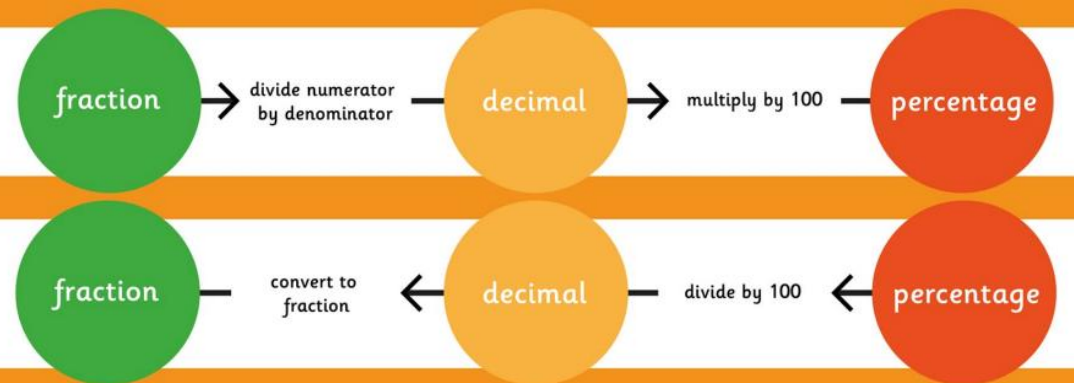 fraction
divide numerator
by denominator
decimal
multiply by 100
percentage
fraction
convert to
fraction
decimal
divide by 100
percentage